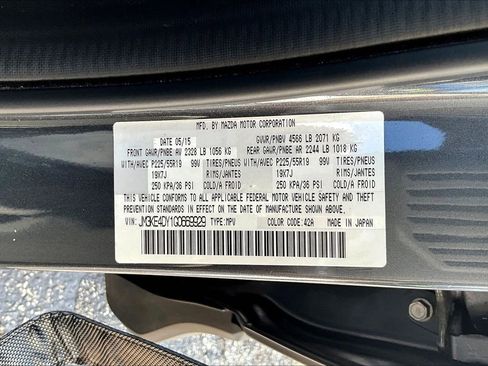 MFD. BY MAZDA MOTOR CORPORATION
DATE 05/15 GVWR/PNBV 4566 LB 2071 KG
FRONT GAWR/PNBE AV 2328 LB 1056 KG REAR GAWR/PNBE AR 2244 LB 1018 KG
WITH/AVEC P225/55R19 99V TIRES/PNEUS WITH/AVEC P225/55R19 99V TIRES/PNEUS
19X7J RIMS/JANTES 19X7J RIMS/JANTES
250 KPA/36 PSI COLD/A FROID 250 KPA/36 PSI COLD/A FROID
THIS VEHICLE CONFORMS TO ALL APPLICABLE FEDERAL MOTOR VEHICLE SAFETY AND THEFT
PREVENTION STANDARDS IN EFFECT ON THE DATE OF MANUFACTURE SHOWN ABOVE.
VIN: JM3KE4DY1G0669929 TYPE:MPV COLOR CODE:42A MADE IN JAPAN